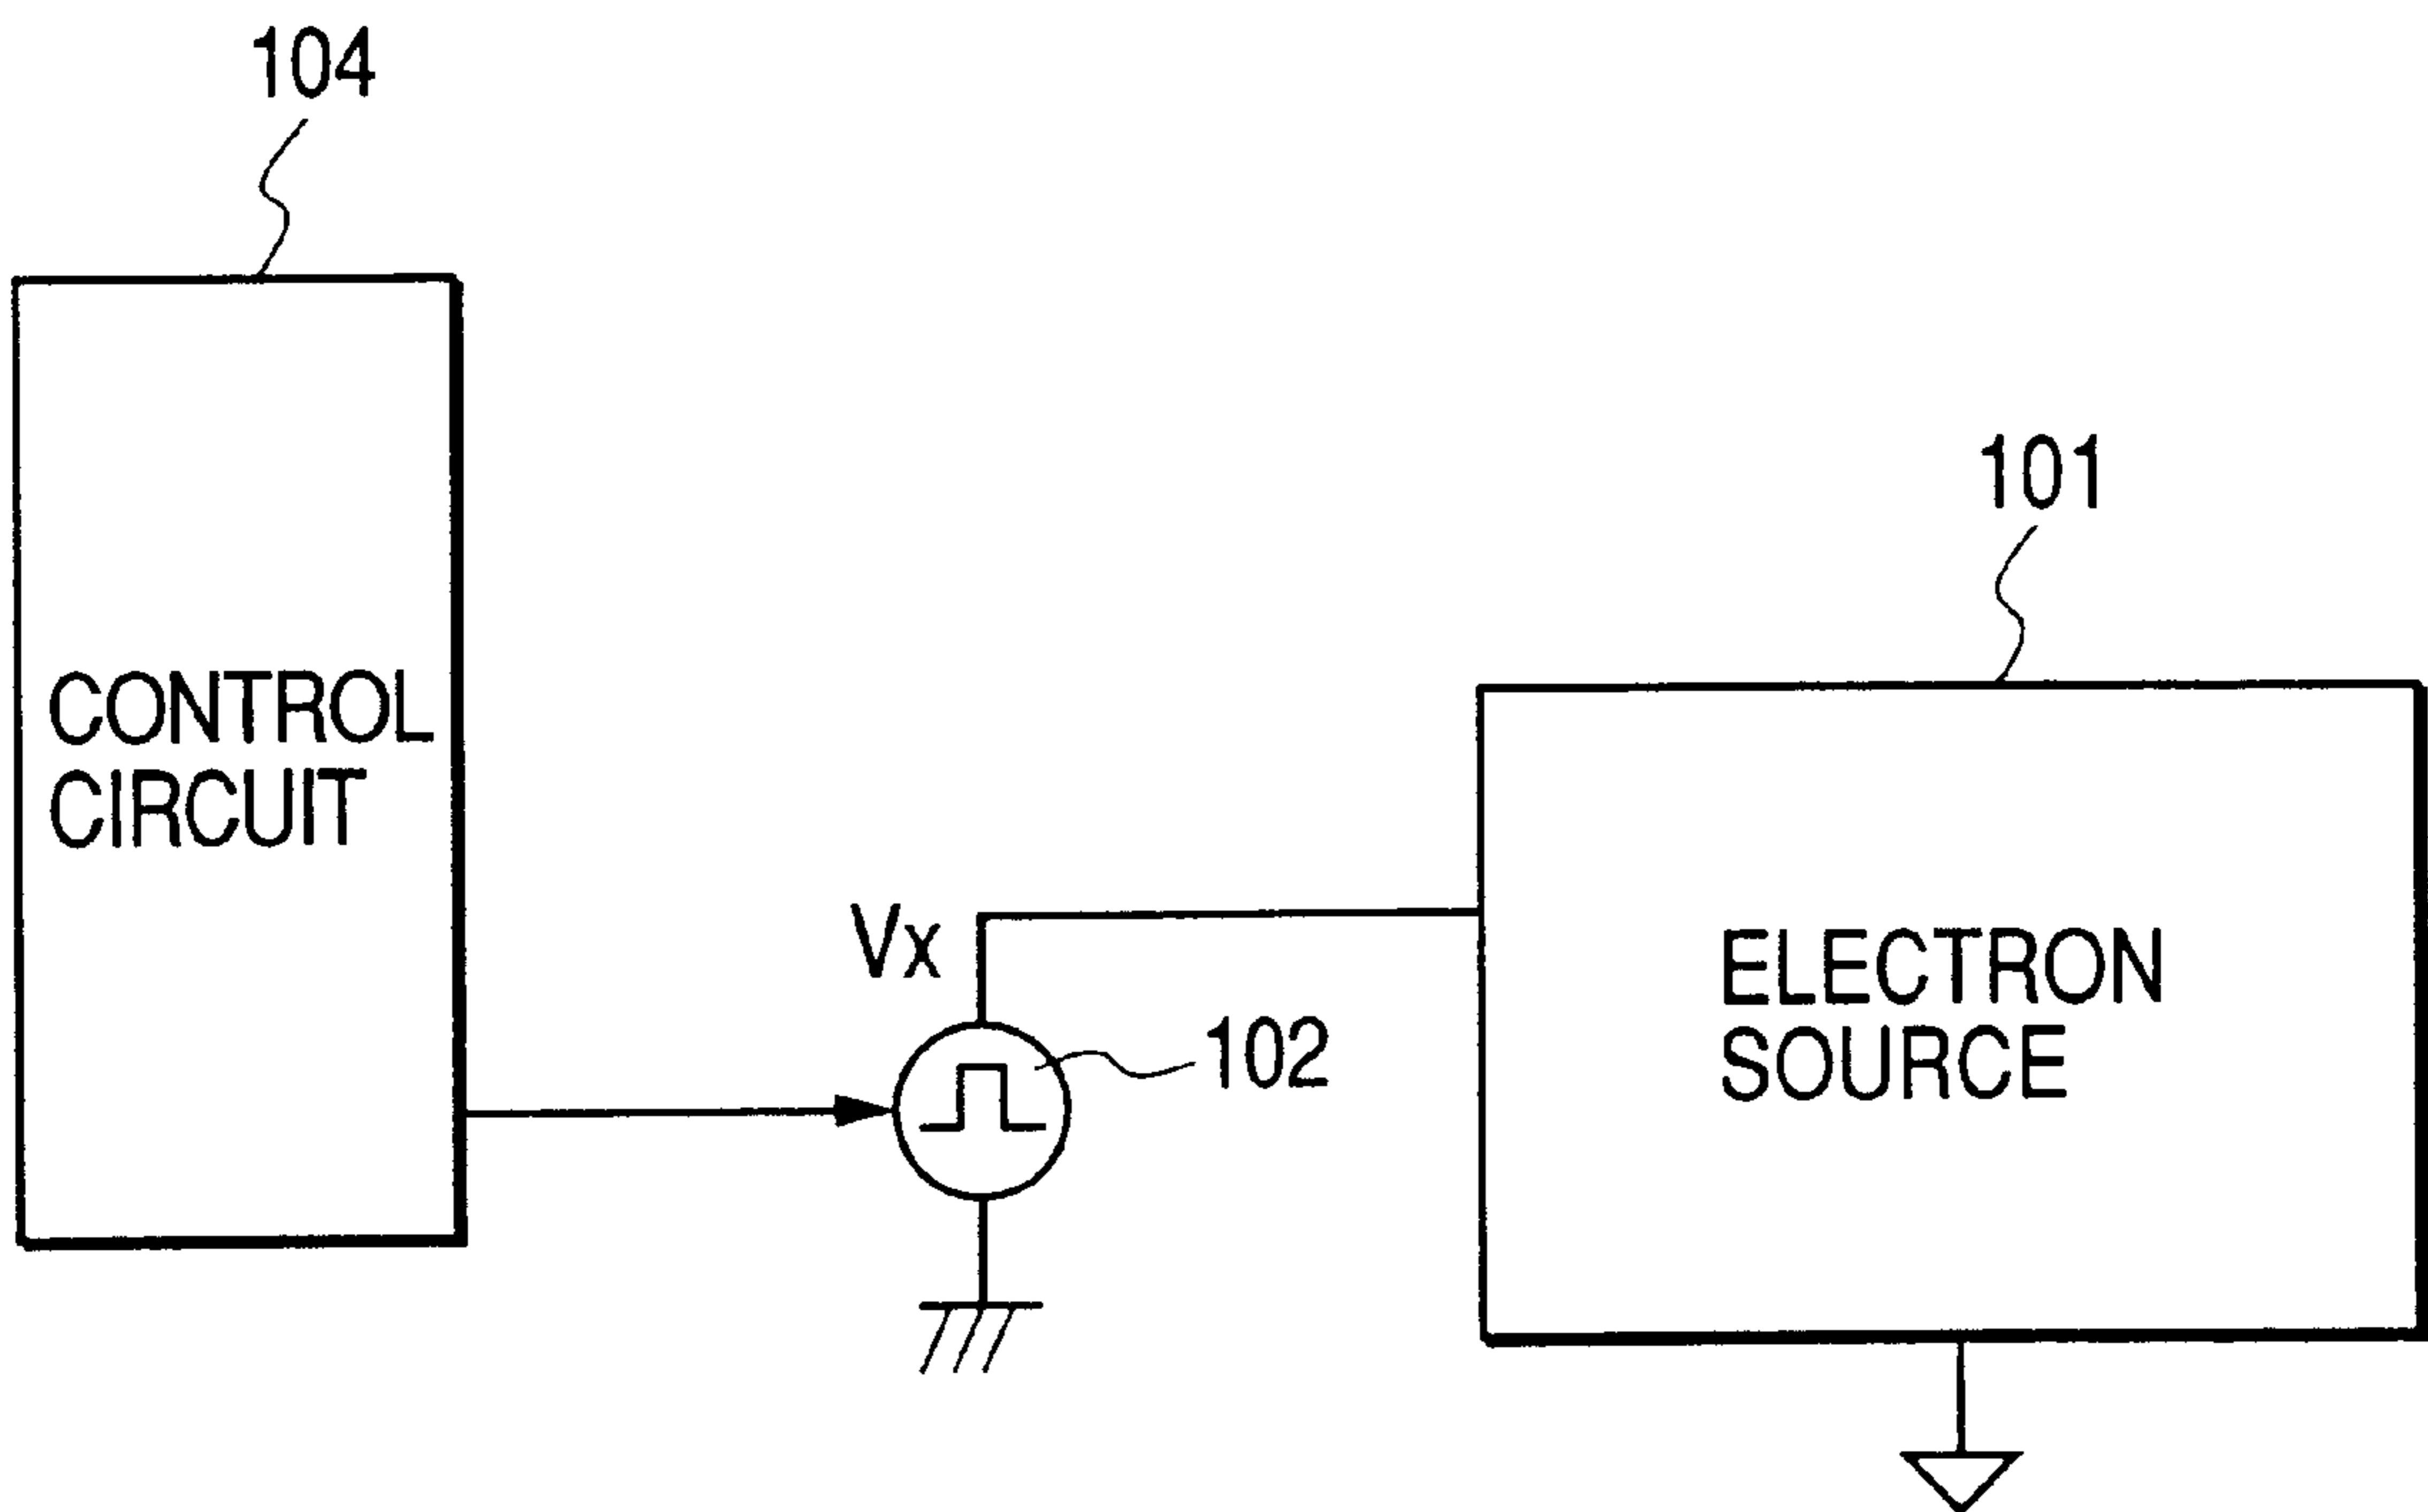 104
101
CONTROL
CIRCUIT
Vx
ELECTRON
SOURCE
102